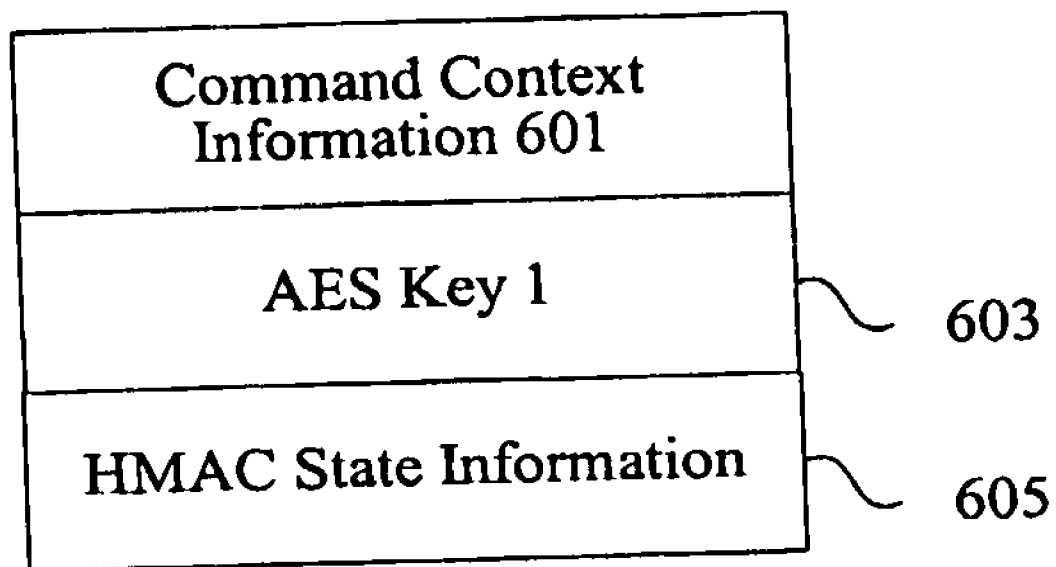 Command Context
Information 601
AES Key 1
603
HMAC State Information
605